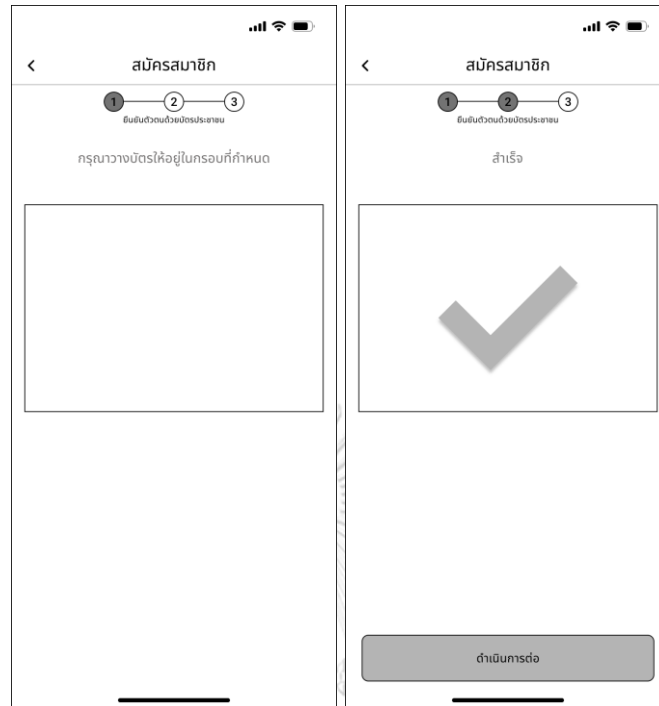 สมัครสมาชิก
1 2 3
ยืนยันตัวตนด้วยบัตรประชาชน
กรุณาวางบัตรให้อยู่ในกรอบที่กำหนด
สมัครสมาชิก
1 2 3
ยืนยันตัวตนด้วยบัตรประชาชน
สำเร็จ
ดำเนินการต่อ